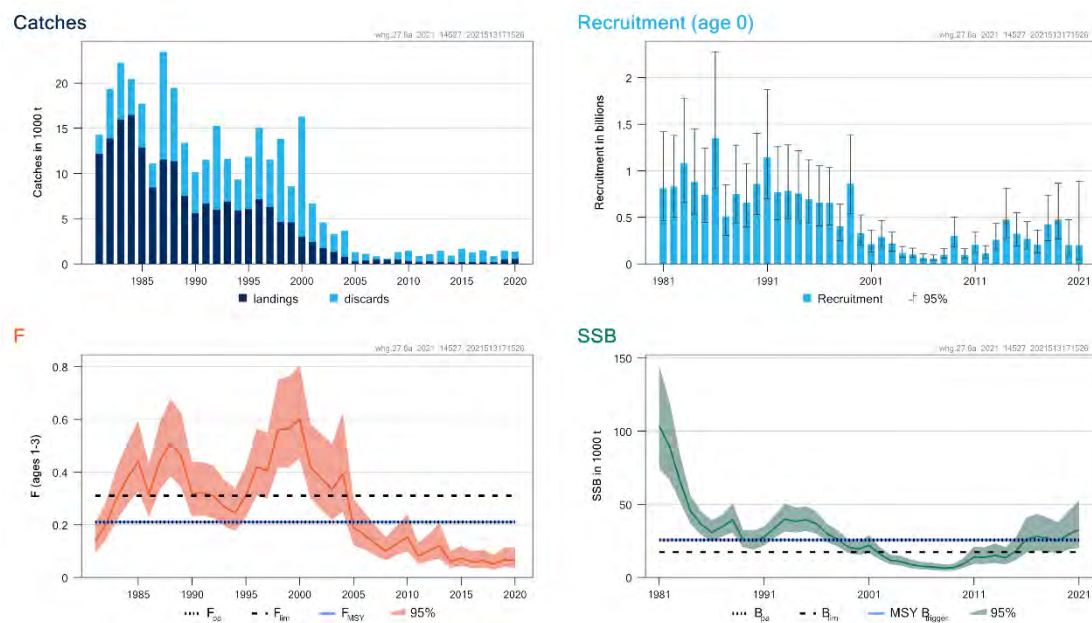 Catches
whg.27.6a 2021 14527 2021513171526
Catches in 1000 t
20
15
10
5
0
1985 1990 1995 2000 2005 2010 2015 2020
landings discards
Recruitment (age 0)
whg.27.6a 2021 14527 2021513171526
Recruitment in billions
2
1.5
1
0.5
0
1981 1991 2001 2011 2021
Recruitment 95%
F
whg.27.6a 2021 14527 2021513171526
F (ages 1-3)
0.8
0.6
0.4
0.2
0
1985 1990 1995 2000 2005 2010 2015 2020
Fpa Flim FMSY 95%
SSB
whg.27.6a 2021 14527 2021513171526
SSB in 1000 t
150
100
50
0
1981 1991 2001 2011 2021
Bpa Blim MSY Btrigger 95%